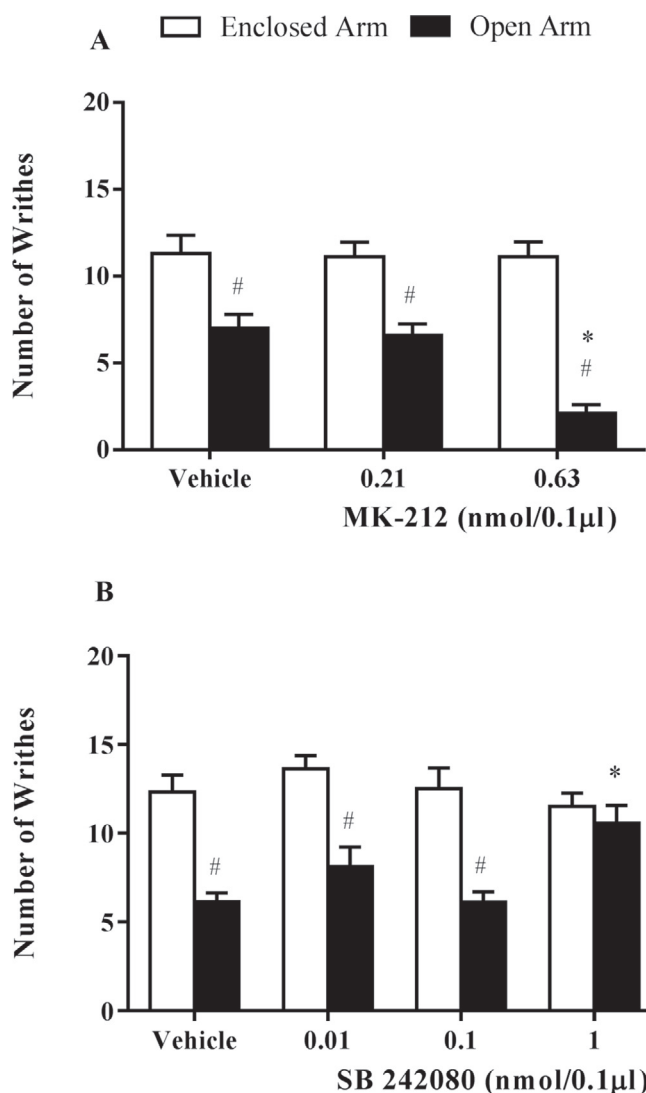 A
Enclosed Arm Open Arm
Number of Writhes
20
15
10
5
0
#
#
*
#
Vehicle 0.21 0.63
MK-212 (nmol/0.1µl)
B
Number of Writhes
20
15
10
5
0
#
#
#
*
Vehicle 0.01 0.1 1
SB 242080 (nmol/0.1µl)